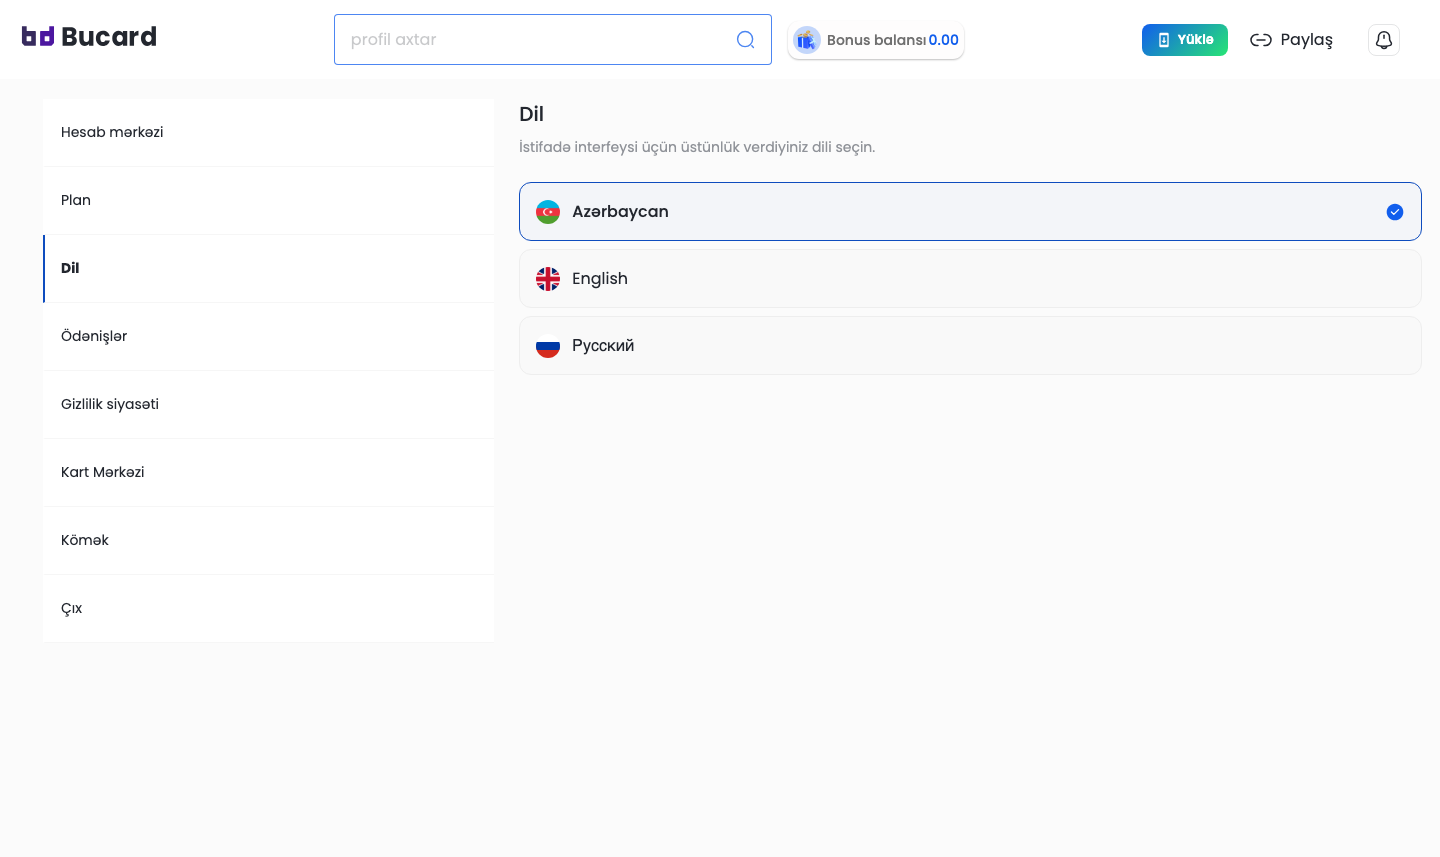 bd Bucard
profil axtar
Bonus balansı 0.00
Yüklə
Paylaş
Hesab mərkəzi
Plan
Dil
Ödənişlər
Gizlilik siyasəti
Kart Mərkəzi
Kömək
Çıx
Dil
İstifadə interfeysi üçün üstünlük verdiyiniz dili seçin.
Azərbaycan
English
Русский